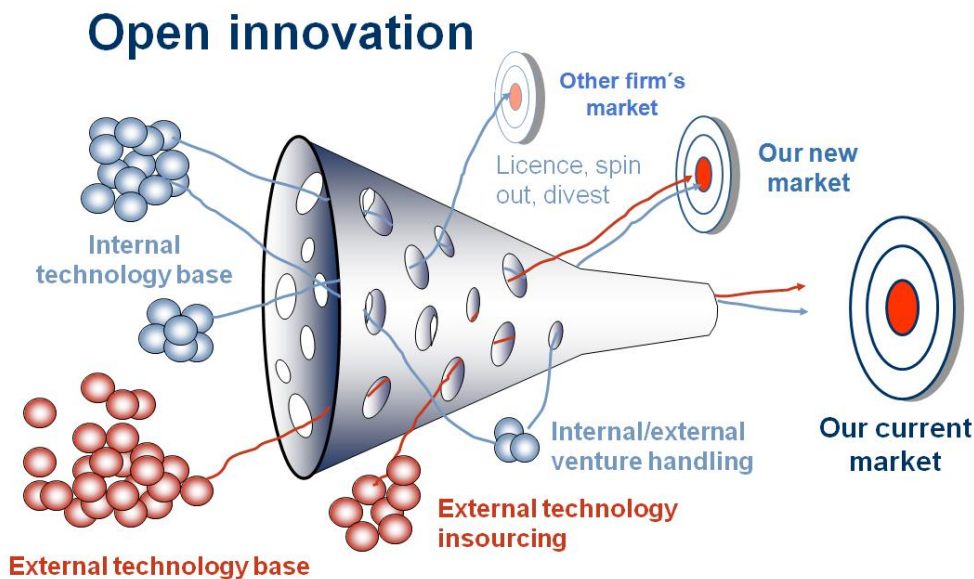 Open innovation
Other firm´s
market
Licence, spin
out, divest
Our new
market
Internal
technology base
Our current
market
Internal/external
venture handling
External technology
insourcing
External technology base